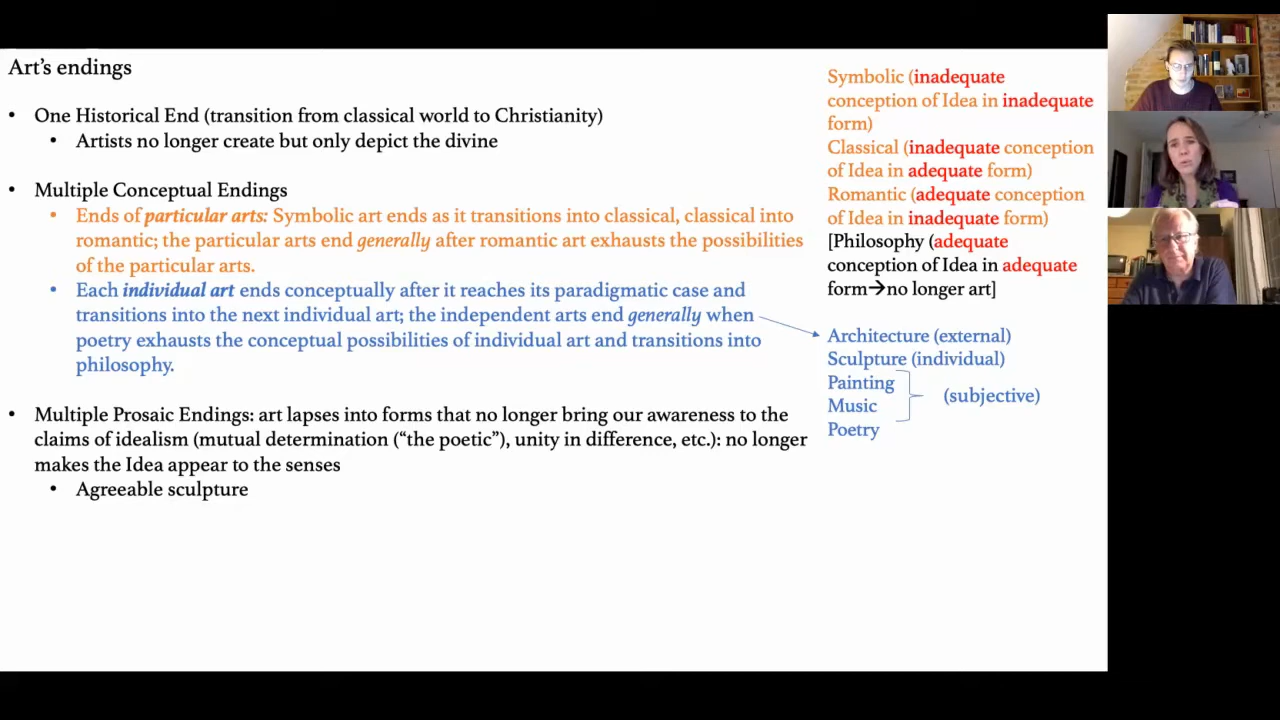 Art's endings
• One Historical End (transition from classical world to Christianity)
• Artists no longer create but only depict the divine
• Multiple Conceptual Endings
• Ends of particular arts: Symbolic art ends as it transitions into classical, classical into
romantic; the particular arts end generally after romantic art exhausts the possibilities
of the particular arts.
• Each individual art ends conceptually after it reaches its paradigmatic case and
transitions into the next individual art; the independent arts end generally when
poetry exhausts the conceptual possibilities of individual art and transitions into
philosophy.
• Multiple Prosaic Endings: art lapses into forms that no longer bring our awareness to the
claims of idealism (mutual determination (“the poetic”), unity in difference, etc.): no longer
makes the Idea appear to the senses
• Agreeable sculpture
Symbolic (inadequate
conception of Idea in inadequate
form)
Classical (inadequate conception
of Idea in adequate form)
Romantic (adequate conception
of Idea in inadequate form)
[Philosophy (adequate
conception of Idea in adequate
form→no longer art]
Architecture (external)
Sculpture (individual)
Painting
Music
(subjective)
Poetry